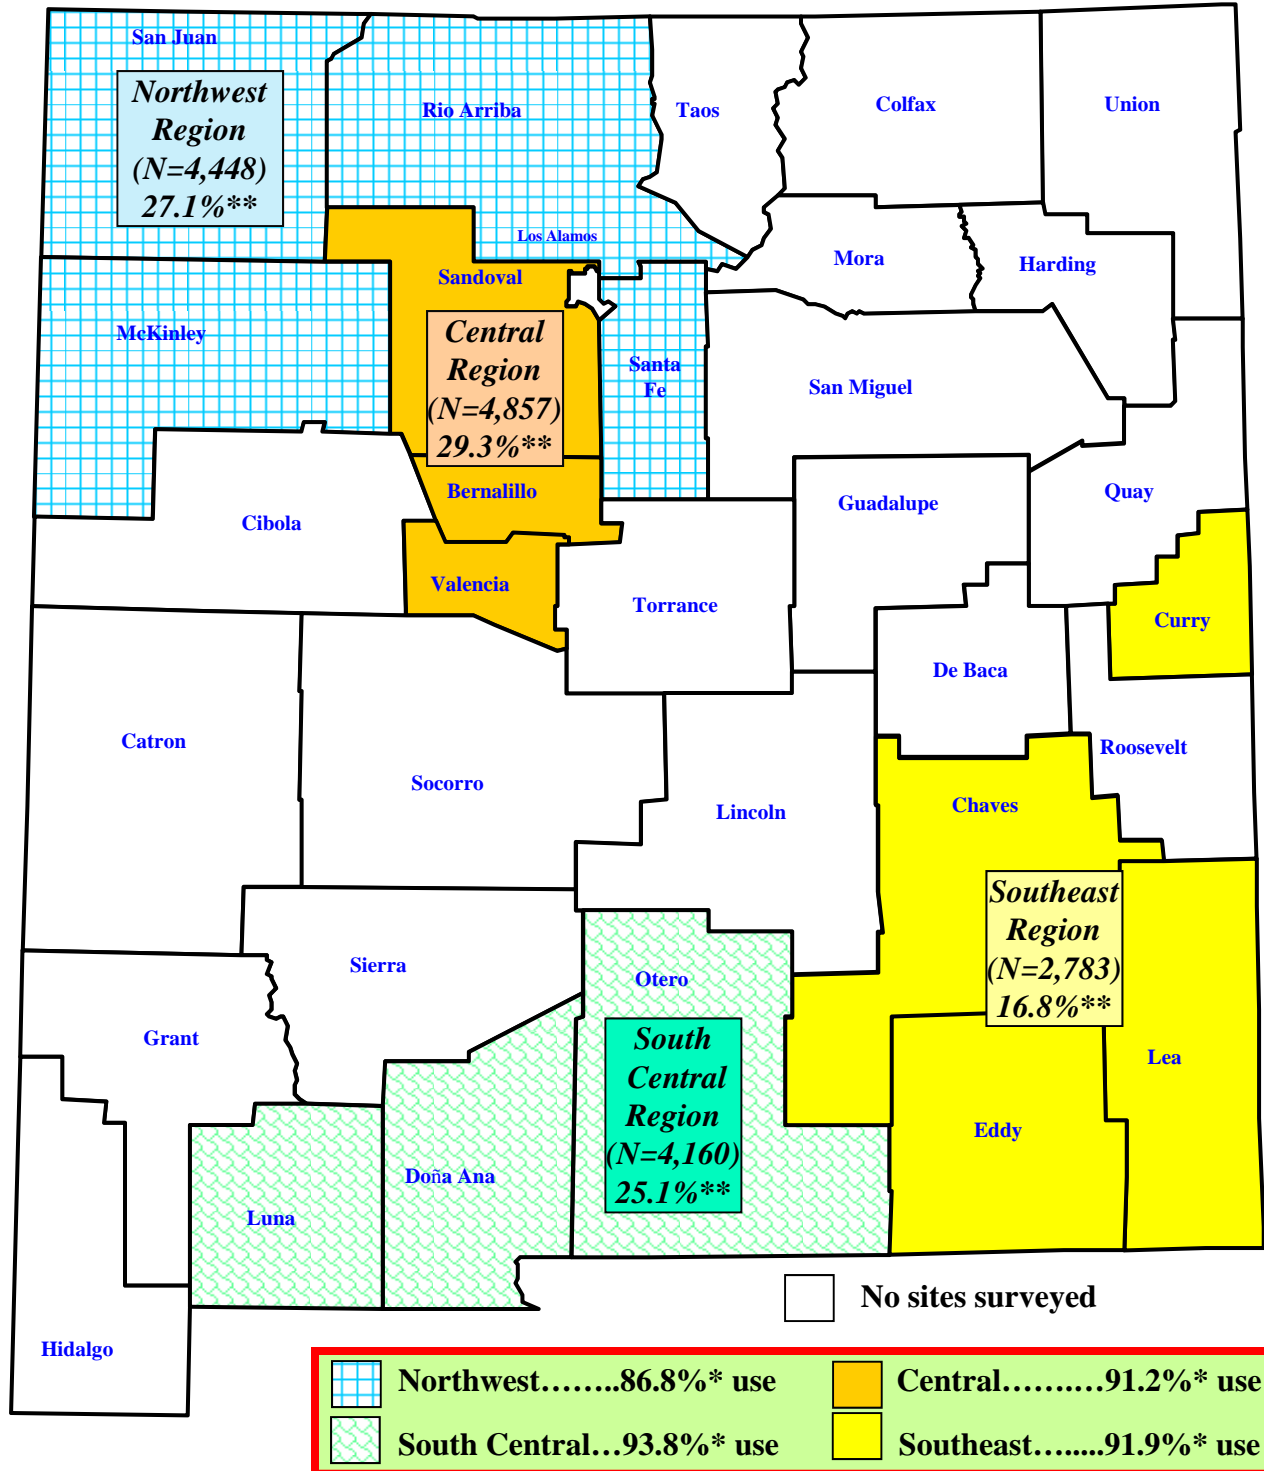 San Juan
Northwest
Region
(N=4,448)
27.1%**
Rio Arriba
Taos
Colfax
Union
Los Alamos
Mora
Harding
Sandoval
McKinley
Central
Region
(N=4,857)
29.3%**
Santa
Fe
San Miguel
Bernalillo
Guadalupe
Quay
Cibola
Valencia
Torrance
Curry
De Baca
Catron
Socorro
Roosevelt
Lincoln
Chaves
Southeast
Region
(N=2,783)
16.8%**
Sierra
Otero
Grant
South
Central
Region
(N=4,160)
25.1%**
Lea
Eddy
Doña Ana
Luna
Hidalgo
No sites surveyed
Northwest……..86.8%* use
Central…….…91.2%* use
South Central…93.8%* use
Southeast….....91.9%* use